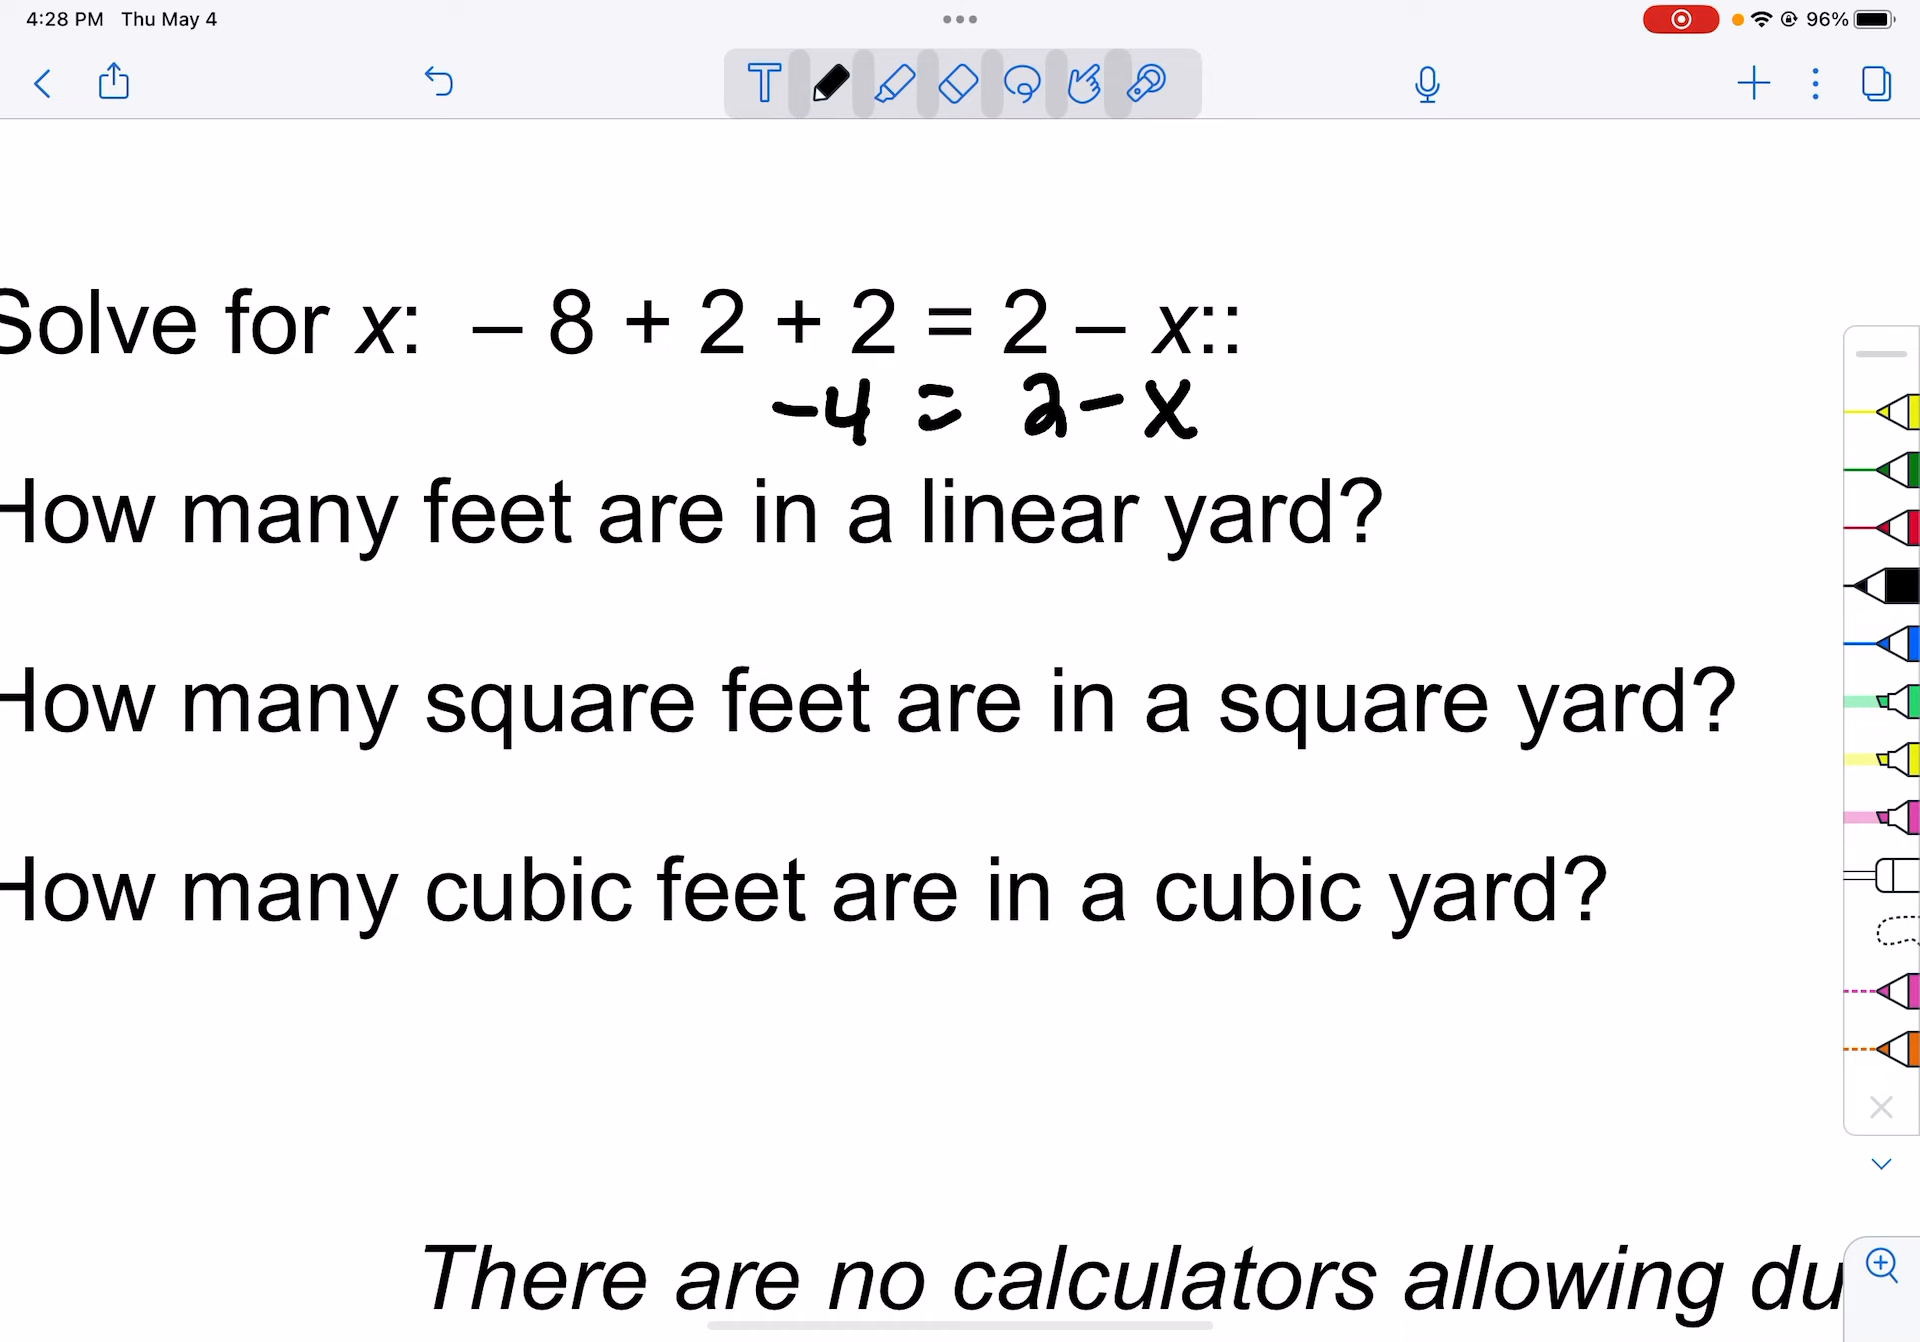 4:28 PM Thu May 4
96%
Solve for x: – 8 + 2 + 2 = 2 – x::
-4 = 2-x
How many feet are in a linear yard?
How many square feet are in a square yard?
How many cubic feet are in a cubic yard?
There are no calculators allowing du